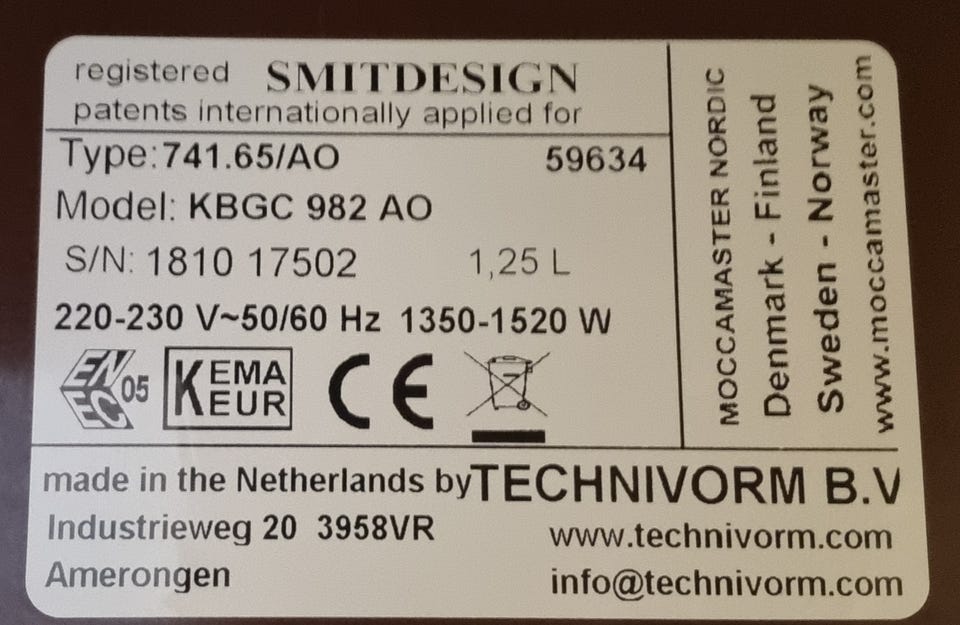 registered SMITDESIGN
patents internationally applied for
Type: 741.65/AO 59634
Model: KBGC 982 AO
S/N: 1810 17502 1,25 L
220-230 V~50/60 Hz 1350-1520 W
ENEC 05 KEMA KEUR CE
MOCCAMASTER NORDIC
Denmark - Finland
Sweden - Norway
www.moccamaster.com
made in the Netherlands by TECHNIVORM B.V
Industrieweg 20 3958VR www.technivorm.com
Amerongen info@technivorm.com